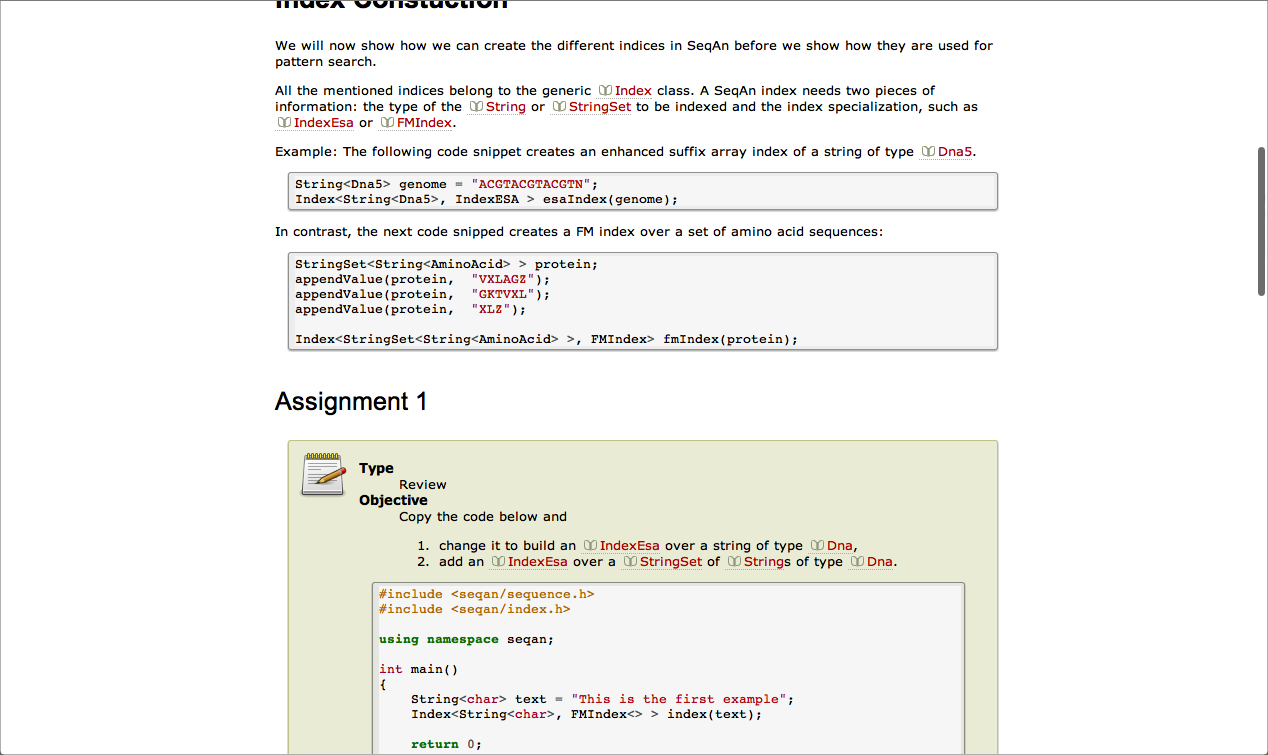 Index Constuction
We will now show how we can create the different indices in SeqAn before we show how they are used for
pattern search.
All the mentioned indices belong to the generic Index class. A SeqAn index needs two pieces of
information: the type of the String or StringSet to be indexed and the index specialization, such as
IndexEsa or FMIndex.
Example: The following code snippet creates an enhanced suffix array index of a string of type Dna5.
String<Dna5> genome = "ACGTACGTACGTN";
Index<String<Dna5>, IndexESA > esaIndex(genome);
In contrast, the next code snipped creates a FM index over a set of amino acid sequences:
StringSet<String<AminoAcid> > protein;
appendValue(protein,  "VXLAGZ");
appendValue(protein,  "GKTVXL");
appendValue(protein,  "XLZ");
Index<StringSet<String<AminoAcid> >, FMIndex> fmIndex(protein);
Assignment 1
Type
Review
Objective
Copy the code below and
1. change it to build an IndexEsa over a string of type Dna,
2. add an IndexEsa over a StringSet of Strings of type Dna.
#include <seqan/sequence.h>
#include <seqan/index.h>
using namespace seqan;
int main()
{
    String<char> text = "This is the first example";
    Index<String<char>, FMIndex<> > index(text);
    return 0;